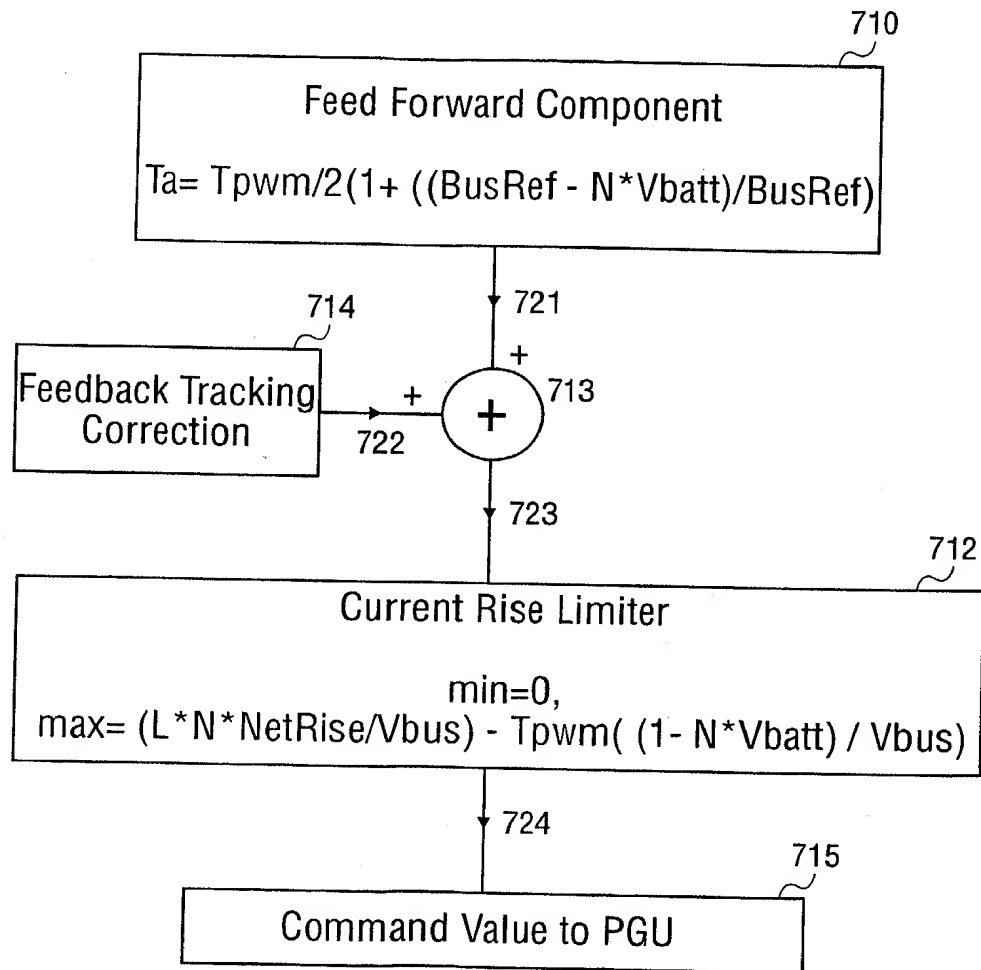 710
Feed Forward Component
Ta= Tpwm/2(1+ ((BusRef - N*Vbatt)/BusRef)
721
714
+
713
Feedback Tracking
Correction
+
+
722
723
712
Current Rise Limiter
min=0,
max= (L*N*NetRise/Vbus) - Tpwm( (1- N*Vbatt) / Vbus)
724
715
Command Value to PGU